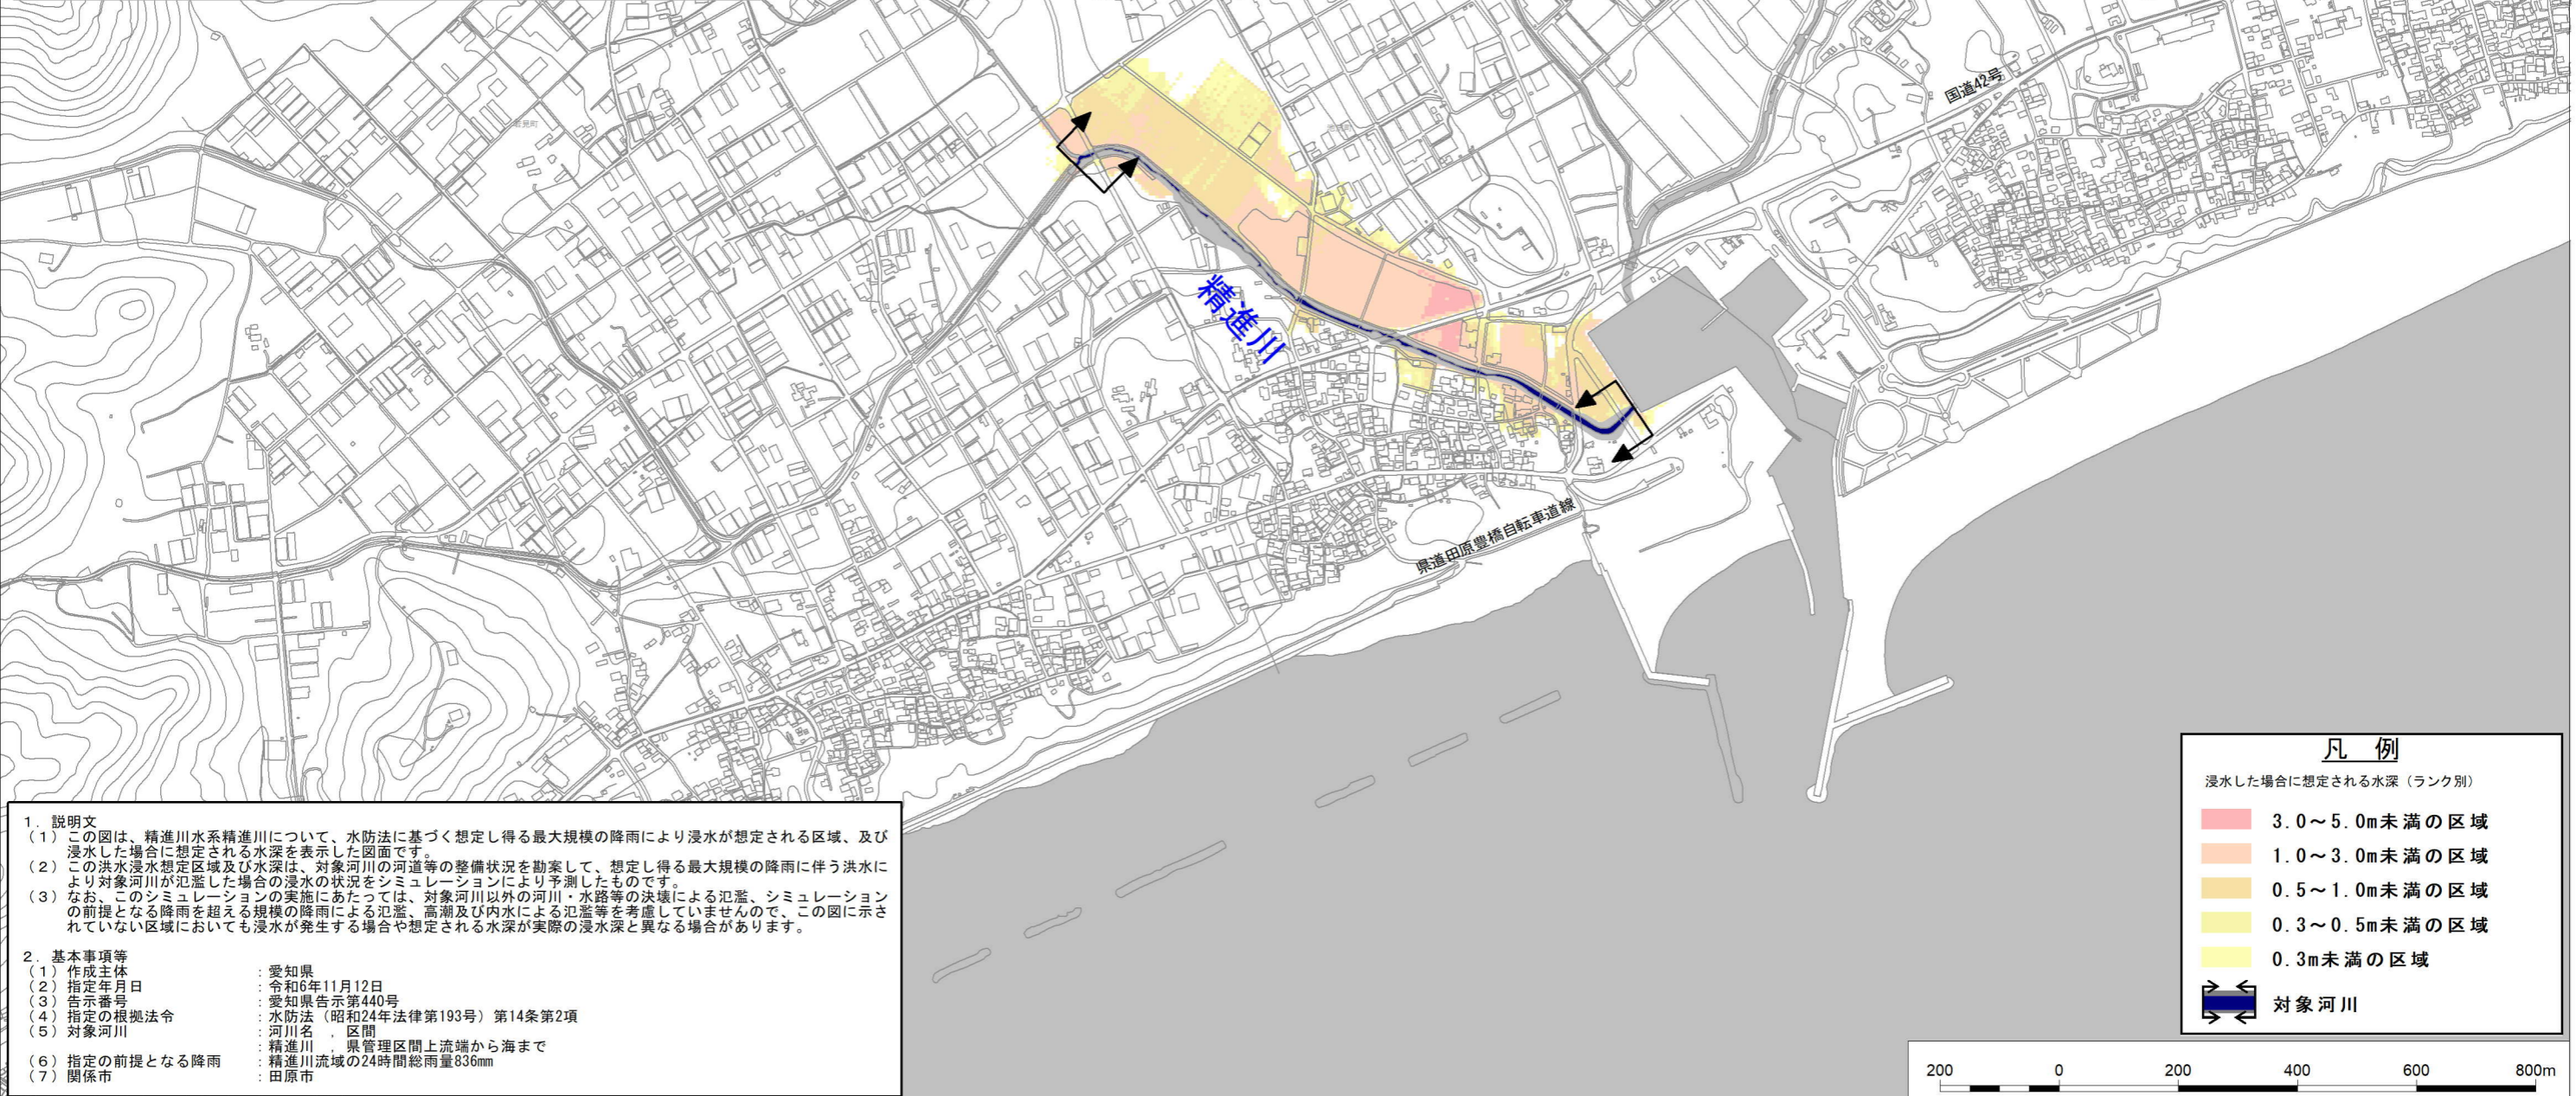 国道42号
精進川
県道田原豊橋自転車道線
1. 説明文
(1) この図は、精進川水系精進川について、水防法に基づく想定し得る最大規模の降雨により浸水が想定される区域、及び
浸水した場合に想定される水深を表示した図面です。
(2) この洪水浸水想定区域及び水深は、対象河川の河道等の整備状況を勘案して、想定し得る最大規模の降雨に伴う洪水に
より対象河川が氾濫した場合の浸水の状況をシミュレーションにより予測したものです。
(3) なお、このシミュレーションの実施にあたっては、対象河川以外の河川・水路等の決壊による氾濫、シミュレーション
の前提となる降雨を超える規模の降雨による氾濫、高潮及び内水による氾濫等を考慮していませんので、この図に示さ
れていない区域においても浸水が発生する場合や想定される水深が実際の浸水深と異なる場合があります。
2. 基本事項等
(1) 作成主体 : 愛知県
(2) 指定年月日 : 令和6年11月12日
(3) 告示番号 : 愛知県告示第440号
(4) 指定の根拠法令 : 水防法(昭和24年法律第193号)第14条第2項
(5) 対象河川 : 河川名 , 区間
: 精進川 , 県管理区間上流端から海まで
(6) 指定の前提となる降雨 : 精進川流域の24時間総雨量836mm
(7) 関係市 : 田原市
凡 例
浸水した場合に想定される水深(ランク別)
3.0～5.0m未満の区域
1.0～3.0m未満の区域
0.5～1.0m未満の区域
0.3～0.5m未満の区域
0.3m未満の区域
対象河川
200 0 200 400 600 800m